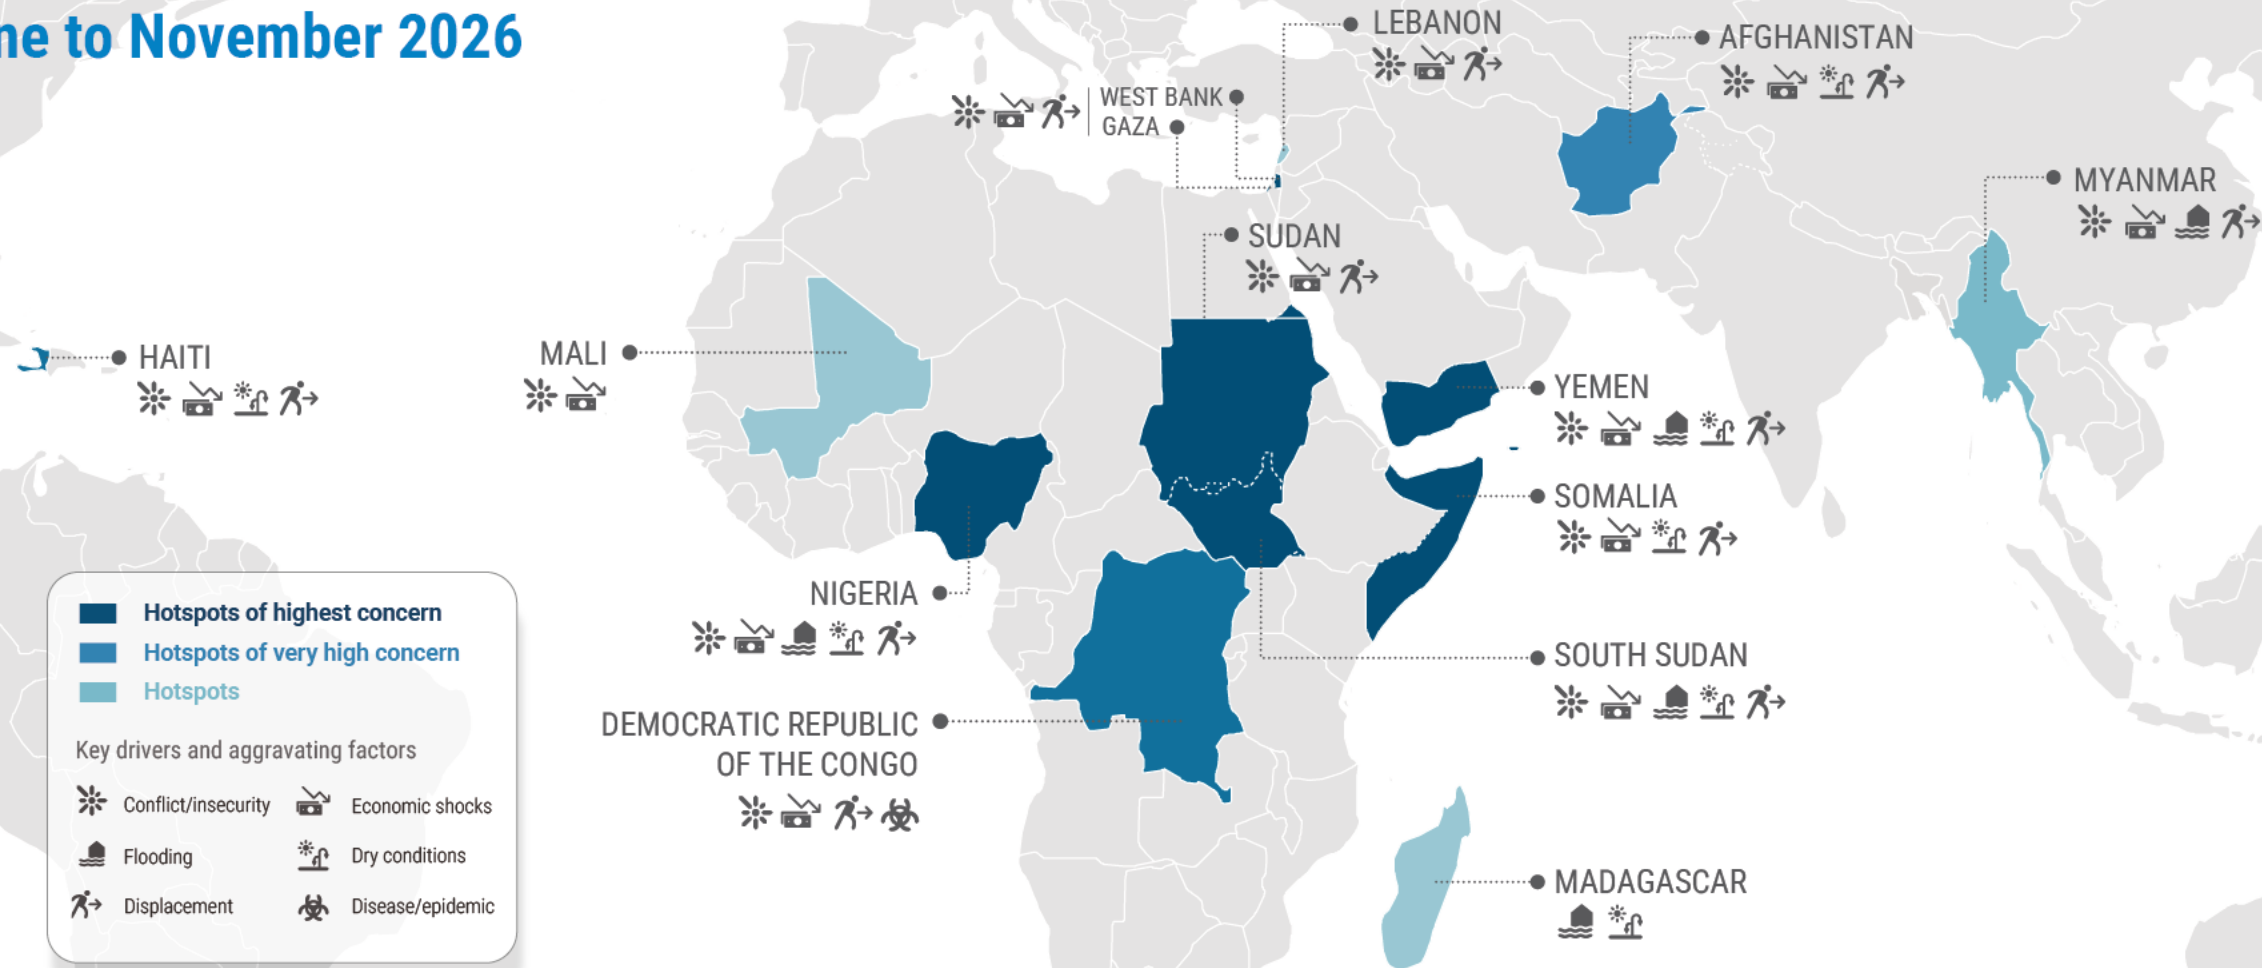 to November 2026
LEBANON
AFGHANISTAN
WEST BANK
GAZA
MYANMAR
SUDAN
HAITI
MALI
YEMEN
SOMALIA
NIGERIA
SOUTH SUDAN
DEMOCRATIC REPUBLIC
OF THE CONGO
MADAGASCAR
Hotspots of highest concern
Hotspots of very high concern
Hotspots
Key drivers and aggravating factors
Conflict/insecurity
Economic shocks
Flooding
Dry conditions
Displacement
Disease/epidemic